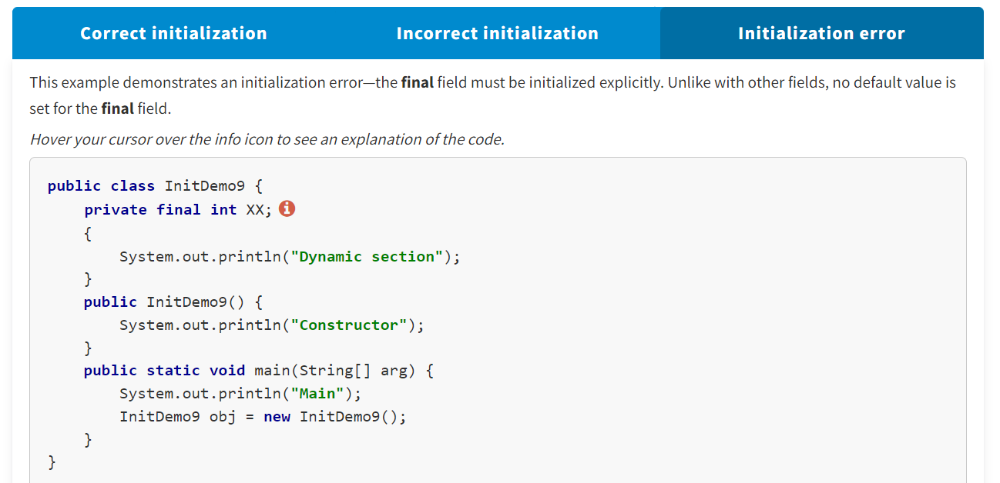 Correct initialization
Incorrect initialization
Initialization error
This example demonstrates an initialization error—the final field must be initialized explicitly. Unlike with other fields, no default value is
set for the final field.
Hover your cursor over the info icon to see an explanation of the code.
public class InitDemo9 {
    private final int XX;
    {
        System.out.println("Dynamic section");
    }
    public InitDemo9() {
        System.out.println("Constructor");
    }
    public static void main(String[] arg) {
        System.out.println("Main");
        InitDemo9 obj = new InitDemo9();
    }
}